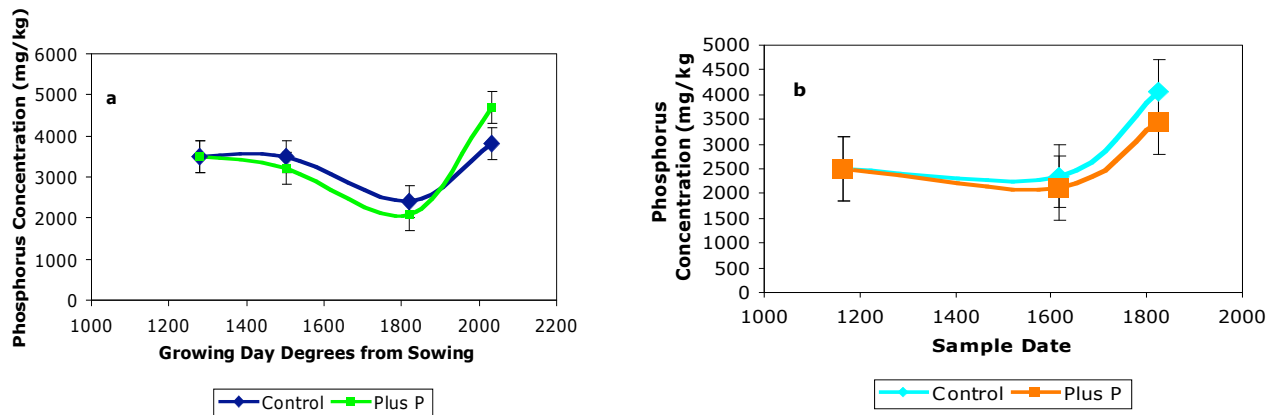 Phosphorus Concentration (mg/kg)
6000
5000
4000
3000
2000
1000
0
a
1000 1200 1400 1600 1800 2000 2200
Growing Day Degrees from Sowing
Control Plus P
Phosphorus
Concentration (mg/kg)
5000
4500
4000
3500
3000
2500
2000
1500
1000
500
0
b
1000 1200 1400 1600 1800 2000
Sample Date
Control Plus P